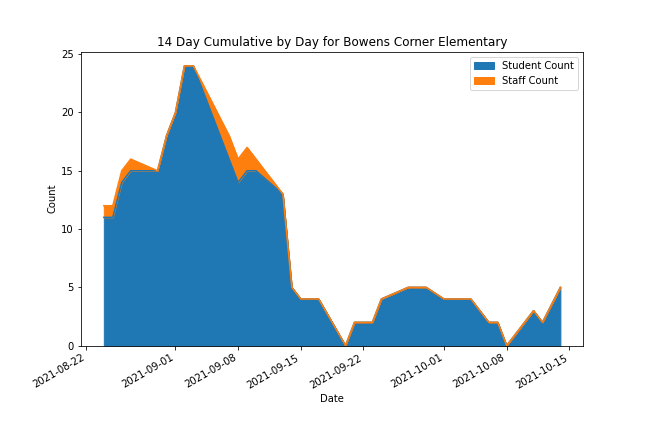 14 Day Cumulative by Day for Bowens Corner Elementary
Student Count
Staff Count
25
20
15
10
5
0
Count
2021-08-22
2021-09-01
2021-09-08
2021-09-15
2021-09-22
2021-10-01
2021-10-08
2021-10-15
Date